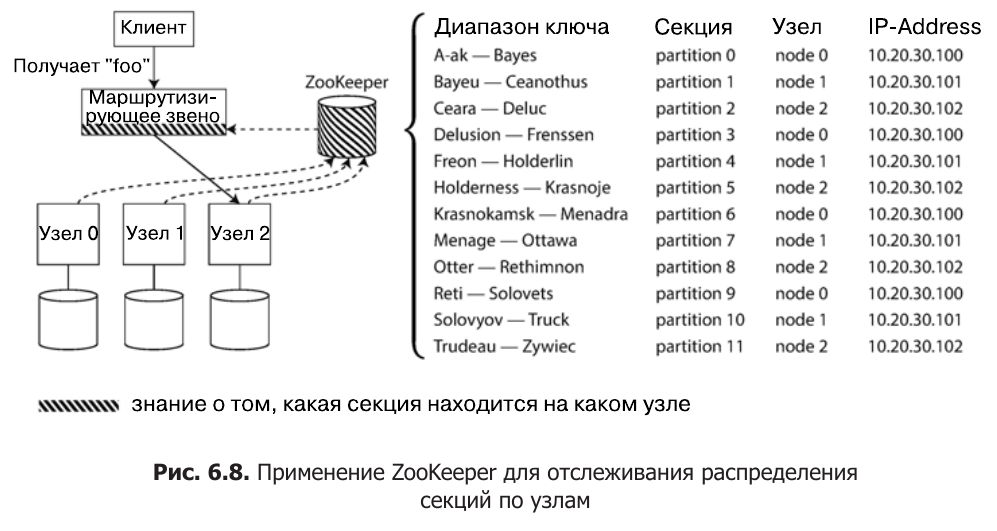 Клиент
Получает "foo"
Маршрутизи-
рующее звено
ZooKeeper
Узел 0 Узел 1 Узел 2
Диапазон ключа Секция Узел IP-Address
A-ak — Bayes partition 0 node 0 10.20.30.100
Bayeu — Ceanothus partition 1 node 1 10.20.30.101
Ceara — Deluc partition 2 node 2 10.20.30.102
Delusion — Frenssen partition 3 node 0 10.20.30.100
Freon — Holderlin partition 4 node 1 10.20.30.101
Holderness — Krasnoje partition 5 node 2 10.20.30.102
Krasnokamsk — Menadra partition 6 node 0 10.20.30.100
Menage — Ottawa partition 7 node 1 10.20.30.101
Otter — Rethimnon partition 8 node 2 10.20.30.102
Reti — Solovets partition 9 node 0 10.20.30.100
Solovyov — Truck partition 10 node 1 10.20.30.101
Trudeau — Zywiec partition 11 node 2 10.20.30.102
знание о том, какая секция находится на каком узле
Рис. 6.8. Применение ZooKeeper для отслеживания распределения
секций по узлам